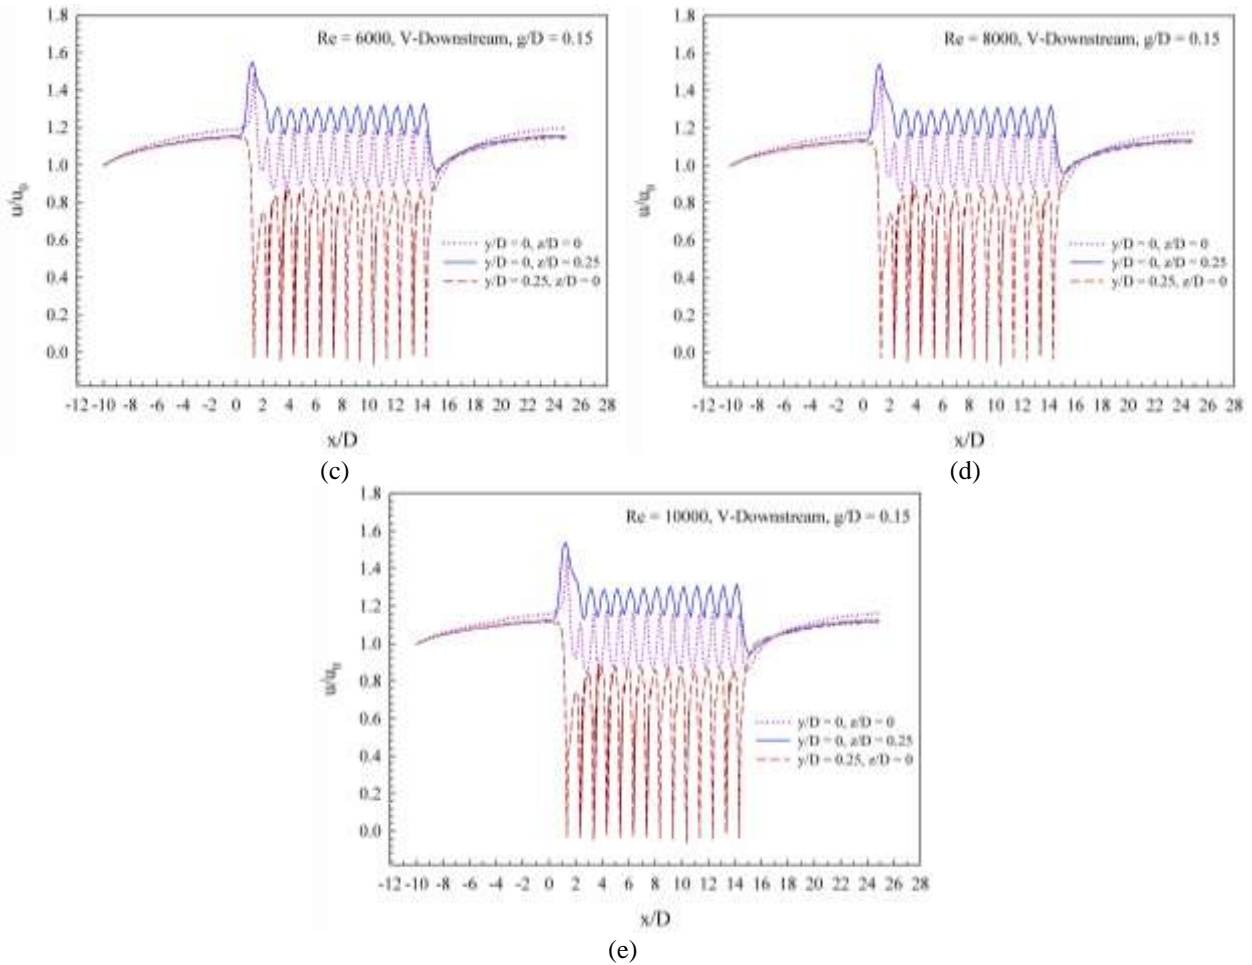 Re = 6000, V-Downstream, g/D = 0.15
u/u0
1.8
1.6
1.4
1.2
1.0
0.8
0.6
0.4
0.2
0.0
y/D = 0, z/D = 0
y/D = 0, z/D = 0.25
y/D = 0.25, z/D = 0
-12 -10 -8 -6 -4 -2 0 2 4 6 8 10 12 14 16 18 20 22 24 26 28
x/D
(c)
Re = 8000, V-Downstream, g/D = 0.15
u/u0
1.8
1.6
1.4
1.2
1.0
0.8
0.6
0.4
0.2
0.0
y/D = 0, z/D = 0
y/D = 0, z/D = 0.25
y/D = 0.25, z/D = 0
-12 -10 -8 -6 -4 -2 0 2 4 6 8 10 12 14 16 18 20 22 24 26 28
x/D
(d)
Re = 10000, V-Downstream, g/D = 0.15
u/u0
1.8
1.6
1.4
1.2
1.0
0.8
0.6
0.4
0.2
0.0
y/D = 0, z/D = 0
y/D = 0, z/D = 0.25
y/D = 0.25, z/D = 0
-12 -10 -8 -6 -4 -2 0 2 4 6 8 10 12 14 16 18 20 22 24 26 28
x/D
(e)